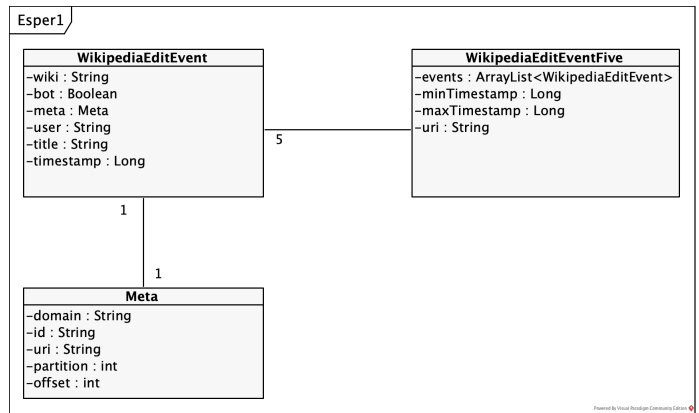 Esper1
WikipediaEditEvent
-wiki : String
-bot : Boolean
-meta : Meta
-user : String
-title : String
-timestamp : Long
WikipediaEditEventFive
-events : ArrayList<WikipediaEditEvent>
-minTimestamp : Long
-maxTimestamp : Long
-uri : String
5
1
1
Meta
-domain : String
-id : String
-uri : String
-partition : int
-offset : int
Powered By Visual Paradigm Community Edition